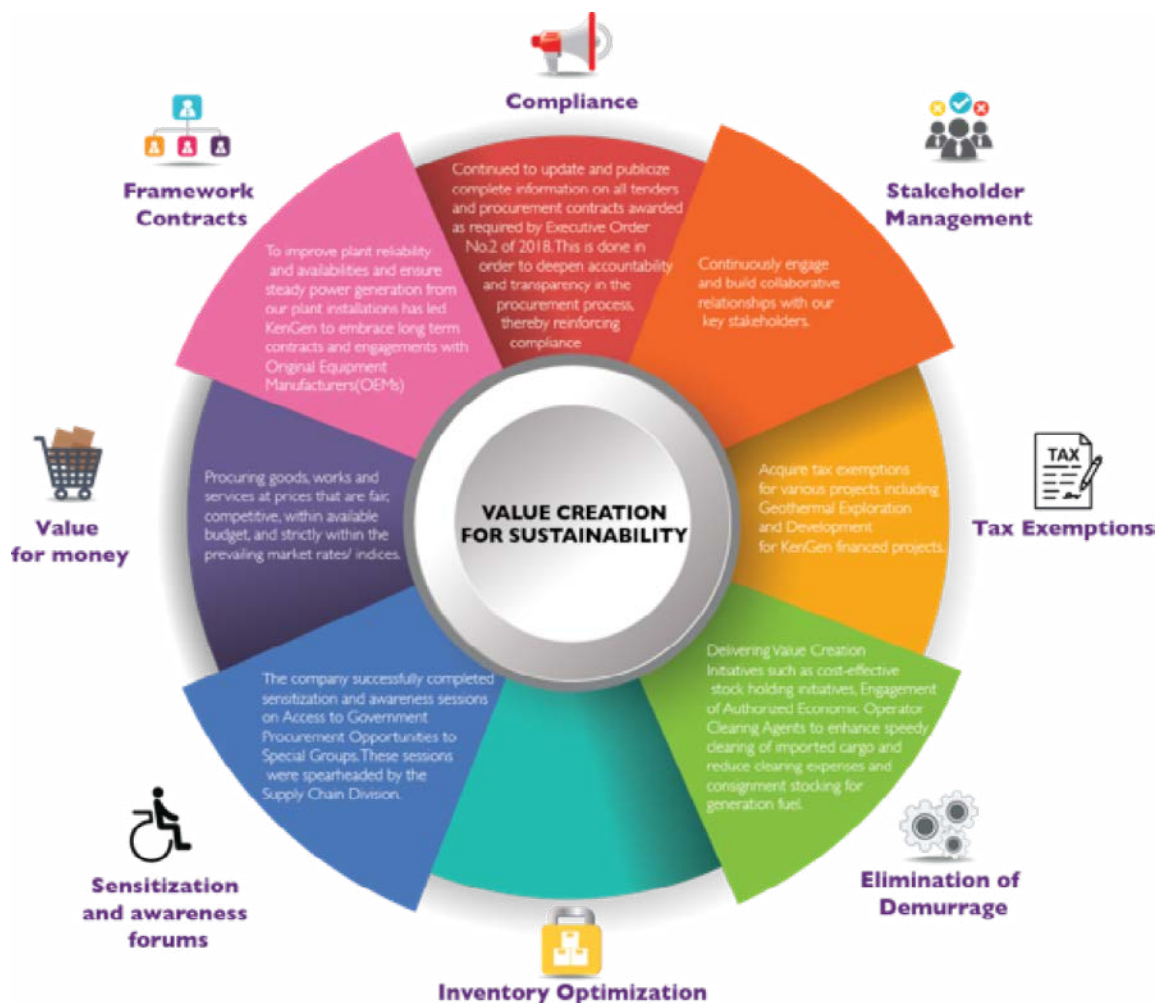 Compliance
Continued to update and publicize
complete information on all tenders
and procurement contracts awarded
as required by Executive Order
No.2 of 2018.This is done in
order to deepen accountability
and transparency in the
procurement process,
thereby reinforcing
compliance
Stakeholder
Management
Continuously engage
and build collaborative
relationships with our
key stakeholders.
TAX
Tax Exemptions
Acquire tax exemptions
for various projects including
Geothermal Exploration
and Development
for KenGen financed projects.
Elimination of
Demurrage
Delivering Value Creation
Initiatives such as cost-effective
stock holding initiatives, Engagement
of Authorized Economic Operator
Clearing Agents to enhance speedy
clearing of imported cargo and
reduce clearing expenses and
consignment stocking for
generation fuel.
Inventory Optimization
Sensitization
and awareness
forums
The company successfully completed
sensitization and awareness sessions
on Access to Government
Procurement Opportunities to
Special Groups.These sessions
were spearheaded by the
Supply Chain Division.
Value
for money
Procuring goods, works and
services at prices that are fair,
competitive, within available
budget, and strictly within the
prevailing market rates/ indices.
Framework
Contracts
To improve plant reliability
and availabilities and ensure
steady power generation from
our plant installations has led
KenGen to embrace long term
contracts and engagements with
Original Equipment
Manufacturers(OEMs)
VALUE CREATION
FOR SUSTAINABILITY